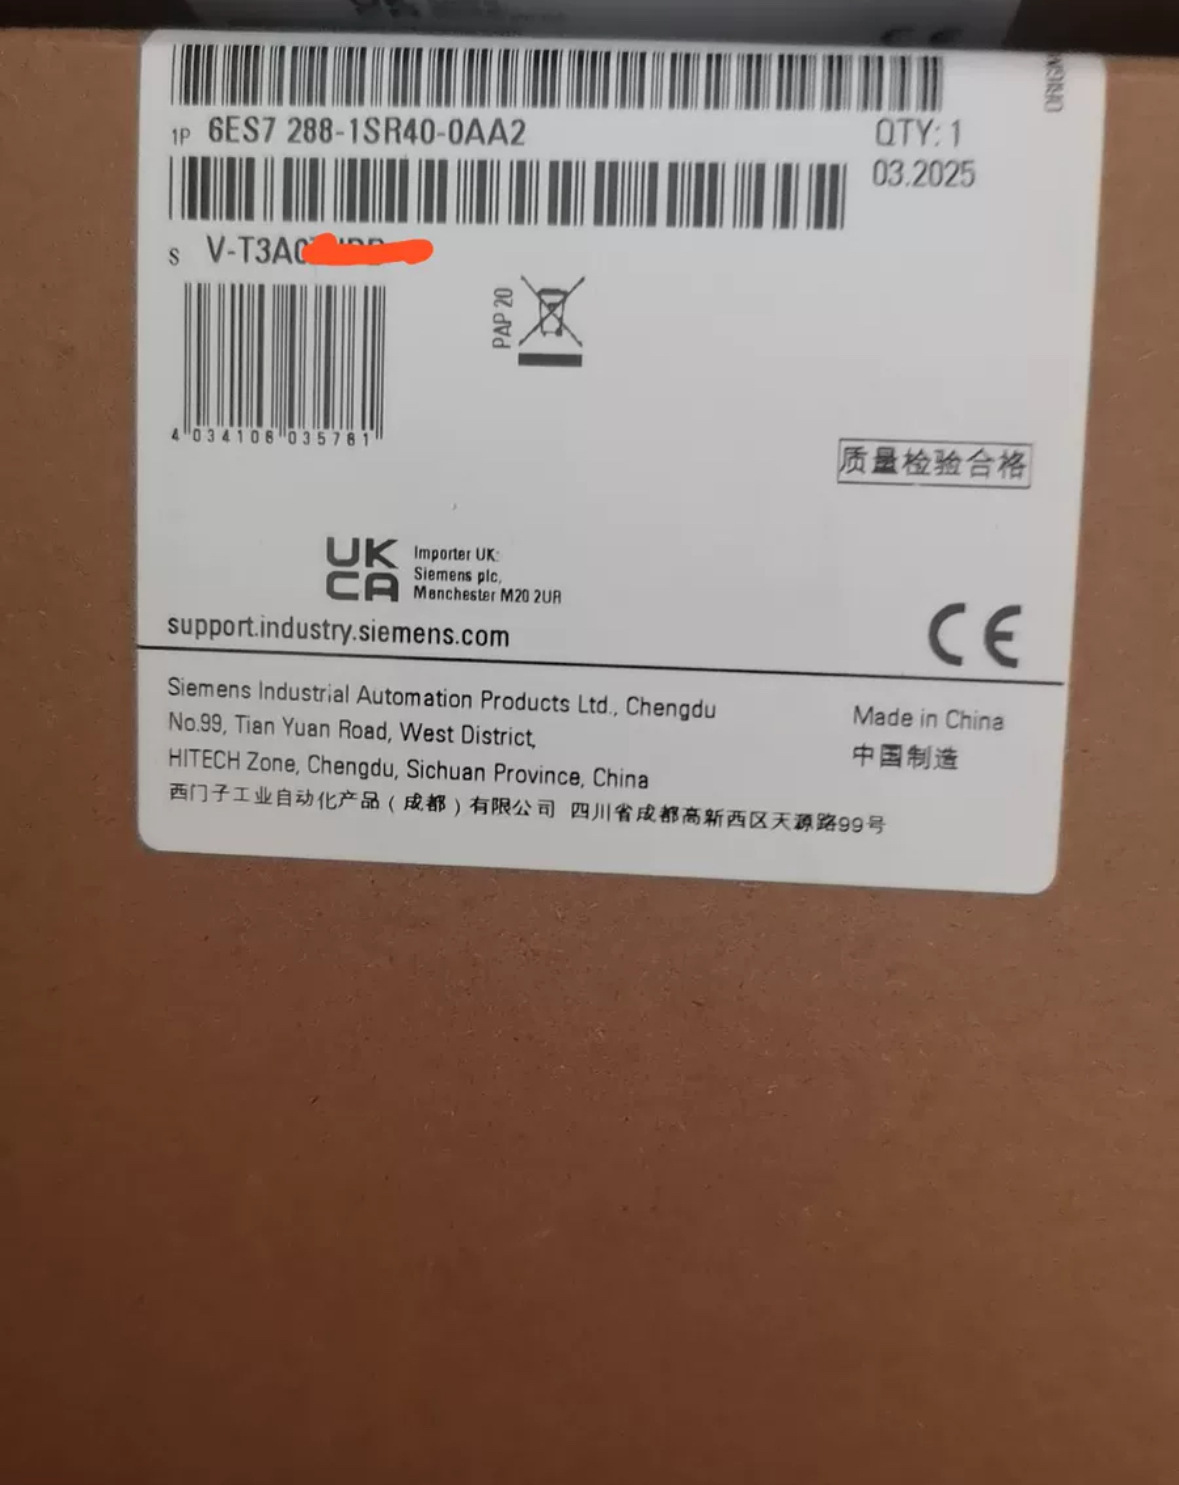 1P 6ES7 288-1SR40-0AA2
QTY: 1
03.2025
S V-T3A
PAP 20
4 034106 035761
质量检验合格
UK
CA
Importer UK:
Siemens plc,
Manchester M20 2UR
support.industry.siemens.com
CE
Siemens Industrial Automation Products Ltd., Chengdu
No.99, Tian Yuan Road, West District,
HITECH Zone, Chengdu, Sichuan Province, China
西门子工业自动化产品(成都)有限公司 四川省成都高新西区天源路99号
Made in China
中国制造